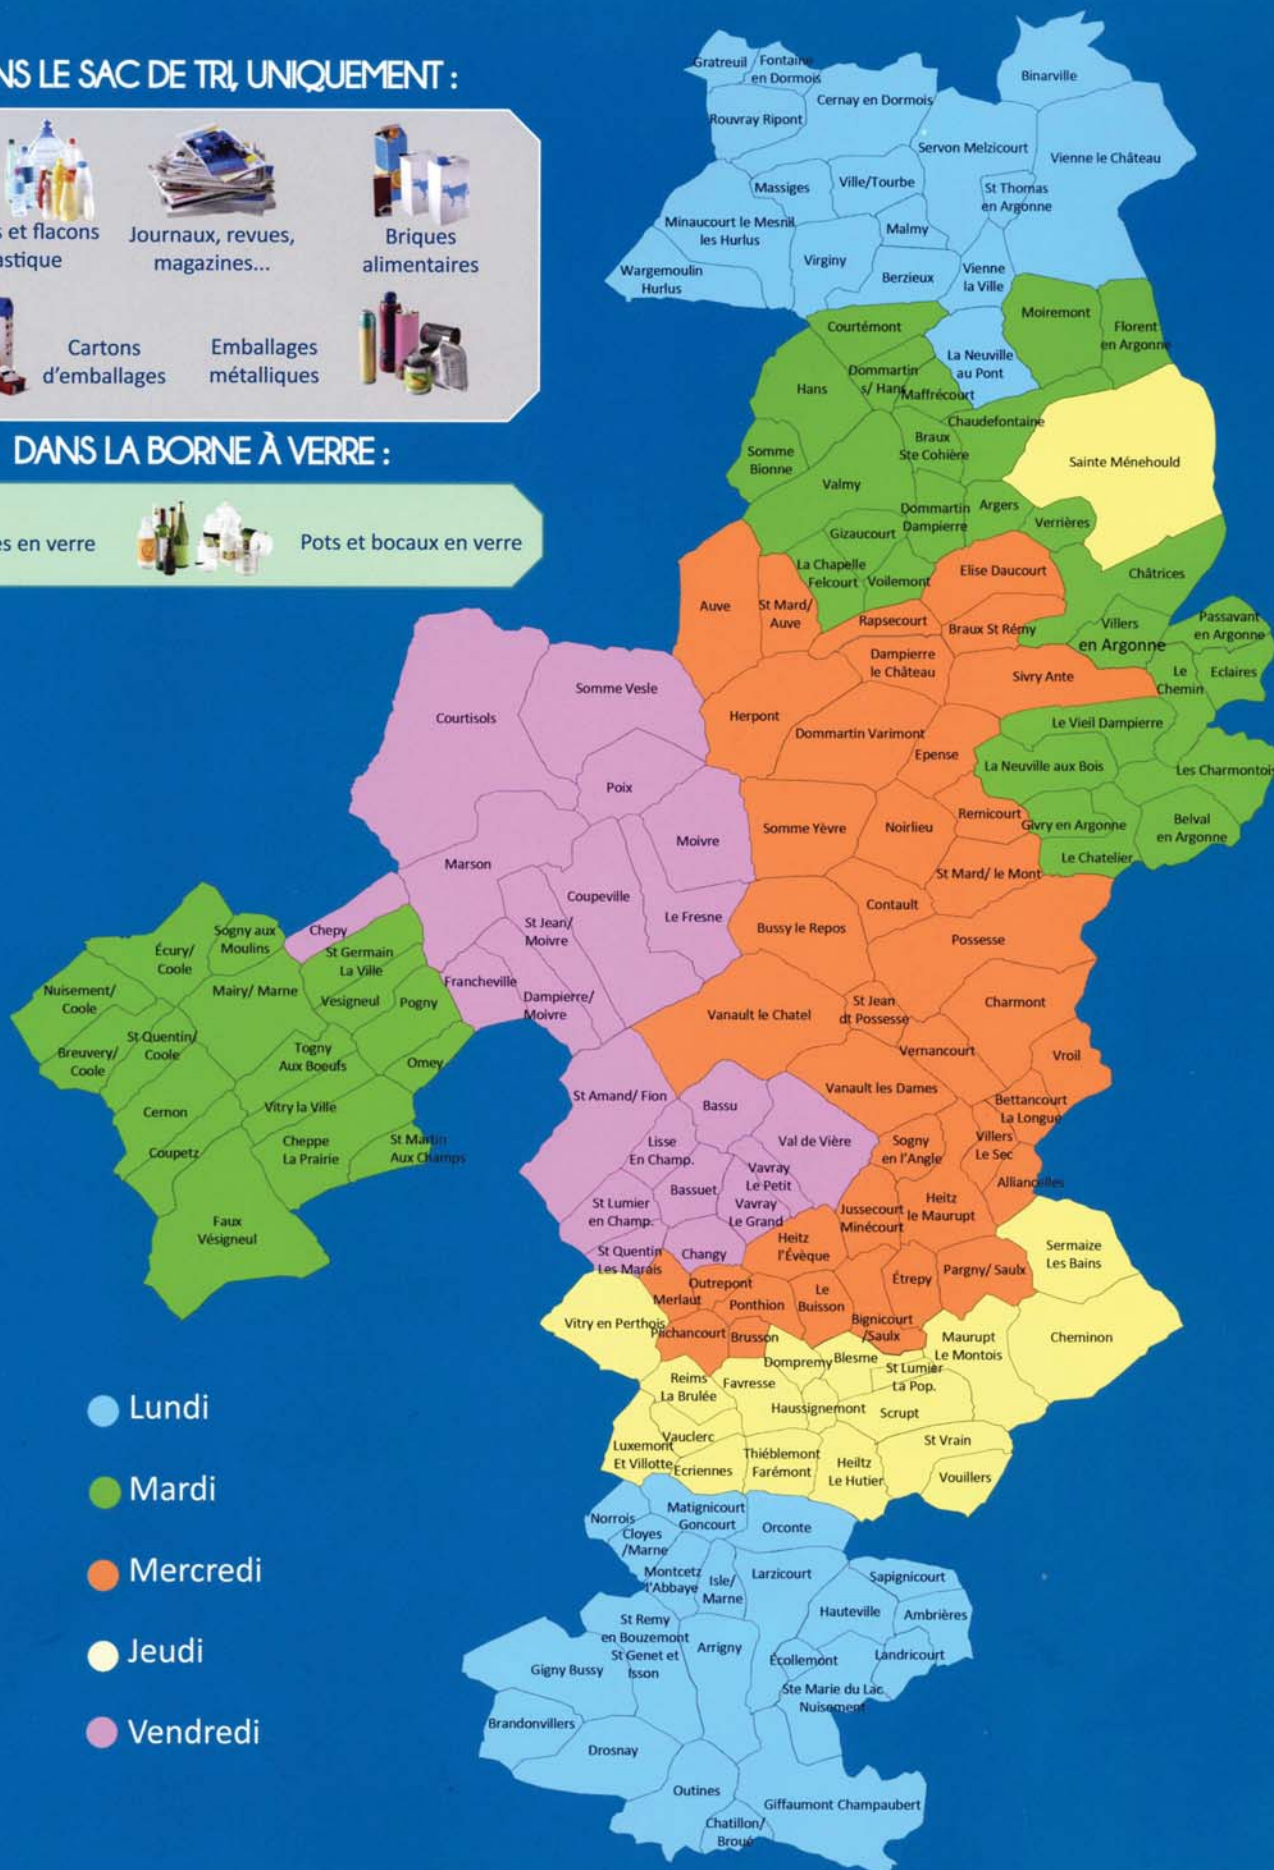 NS LE SAC DE TRI, UNIQUEMENT :
s et flacons
astique
Journaux, revues,
magazines...
Briques
alimentaires
Cartons
d'emballages
Emballages
métalliques
DANS LA BORNE À VERRE :
es en verre
Pots et bocaux en verre
Gratreuil
Fontaine
en Dormois
Binarville
Cernay en Dormois
Rouvray Ripont
Servon Melzicourt
Vienne le Château
Massiges
Ville/Tourbe
St Thomas
en Argonne
Minaucourt le Mesnil
les Hurlus
Malmy
Virginy
Wargemoulin
Hurlus
Berzieux
Vienne
la Ville
Courtémont
Moiremont
Florent
en Argonne
La Neuville
au Pont
Dommartin
s/ Hans
Hans
Maffrécourt
Chaudefontaine
Braux
Ste Cohière
Somme
Bionne
Sainte Ménehould
Valmy
Dommartin
Dampierre
Argers
Verrières
Gizaucourt
La Chapelle
Felcourt
Voilemont
Elise Daucourt
Châtrices
Auve
St Mard/
Auve
Rapsecourt
Braux St Rémy
Villers
en Argonne
Passavant
en Argonne
Dampierre
le Château
Sivry Ante
Le
Chemin
Eclaires
Somme Vesle
Courtisols
Herpont
Dommartin Varimont
Epense
Le Vieil Dampierre
La Neuville aux Bois
Les Charmontois
Poix
Moivre
Somme Yèvre
Noirlieu
Remicourt
Givry en Argonne
Belval
en Argonne
Le Chatelier
Marson
St Mard/ le Mont
Coupeville
Contault
Le Fresne
St Jean/
Moivre
Bussy le Repos
Possesse
Chepy
Sogny aux
Moulins
Écury/
Coole
St Germain
La Ville
Francheville
Dampierre/
Moivre
Nuisement/
Coole
Mairy/ Marne
Vesigneul
Pogny
Vanault le Chatel
St Jean
dt Possesse
Charmont
St Quentin/
Coole
Breuvery/
Coole
Togny
Aux Boeufs
Omey
Vernancourt
Vroil
Cernon
Vitry la Ville
St Amand/ Fion
Bassu
Vanault les Dames
Bettancourt
La Longue
Coupetz
Cheppe
La Prairie
St Martin
Aux Champs
Lisse
En Champ.
Val de Vière
Sogny
en l'Angle
Villers
Le Sec
Vavray
Le Petit
Bassuet
Alliancelles
Faux
Vésigneul
St Lumier
en Champ.
Vavray
Le Grand
Jussecourt
Minécourt
Heitz
le Maurupt
St Quentin
Les Marais
Changy
Heitz
l'Évèque
Sermaize
Les Bains
Outrepont
Merlaut
Ponthion
Le
Buisson
Étrepy
Pargny/ Saulx
Vitry en Perthois
Plichancourt
Brusson
Bignicourt
/Saulx
Cheminon
Maurupt
Le Montois
Dompremy
Blesme
St Lumier
La Pop.
Reims
La Brulée
Favresse
Haussignemont
Scrupt
Vauclerc
Luxemont
Et Villotte
Ecriennes
Thiéblemont
Farémont
Heiltz
Le Hutier
St Vrain
Vouillers
Norrois
Matignicourt
Goncourt
Orconte
Cloyes
/Marne
Montcetz
l'Abbaye
Isle/
Marne
Larzicourt
Sapignicourt
Hauteville
Ambrières
St Remy
en Bouzemont
St Genet et
Isson
Arrigny
Écollemont
Landricourt
Gigny Bussy
Ste Marie du Lac
Nuisement
Brandonvillers
Drosnay
Outines
Giffaumont Champaubert
Chatillon/
Broué
Lundi
Mardi
Mercredi
Jeudi
Vendredi